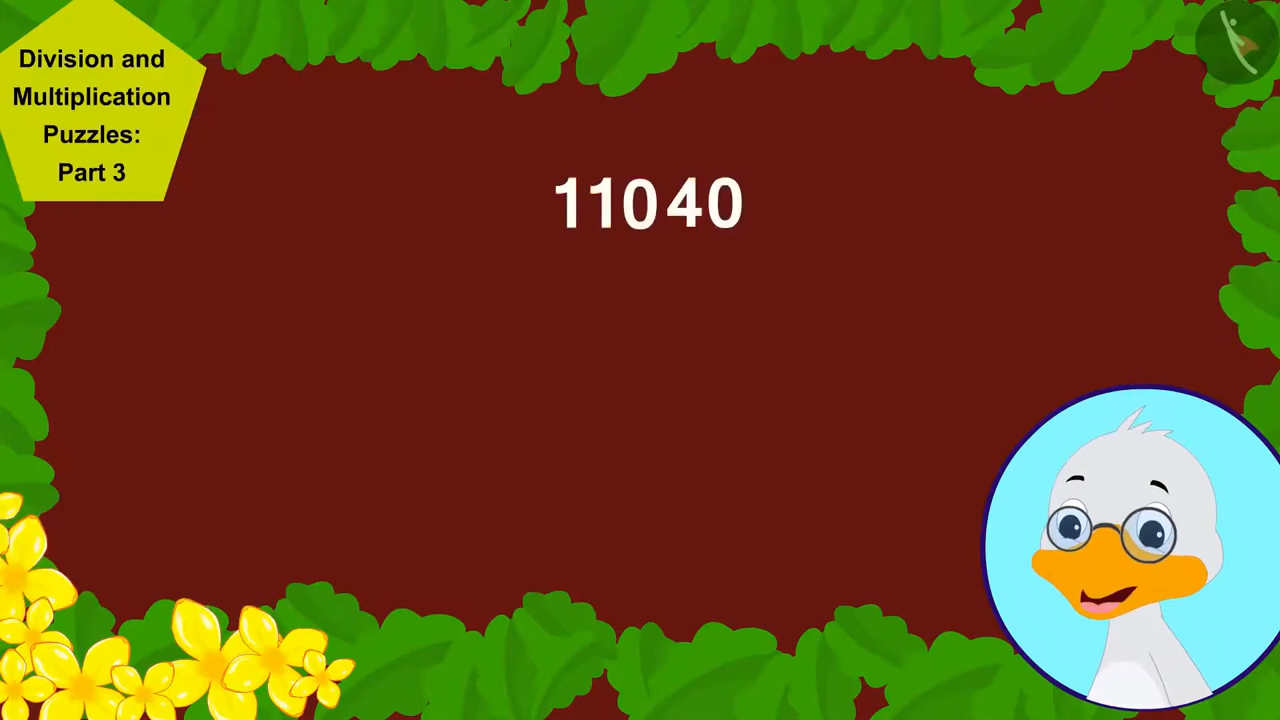 Division and
Multiplication
Puzzles:
Part 3
11040